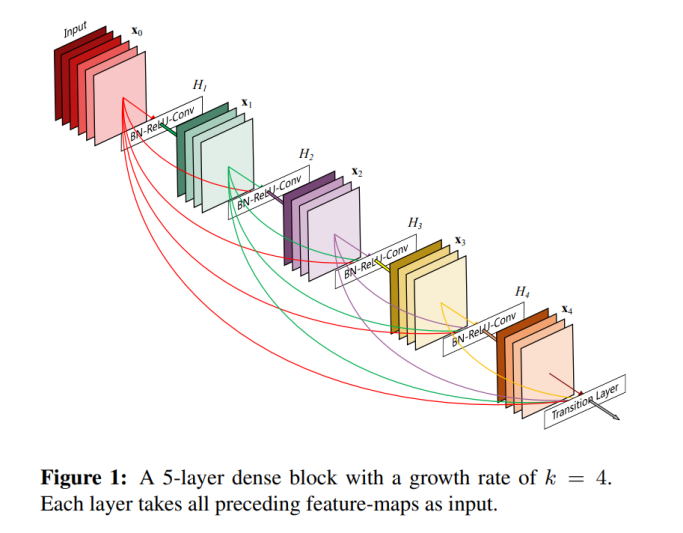 Input
x0
H1
BN-ReLU-Conv
x1
H2
BN-ReLU-Conv
x2
H3
BN-ReLU-Conv
x3
H4
BN-ReLU-Conv
x4
Transition Layer
Figure 1: A 5-layer dense block with a growth rate of k = 4.
Each layer takes all preceding feature-maps as input.